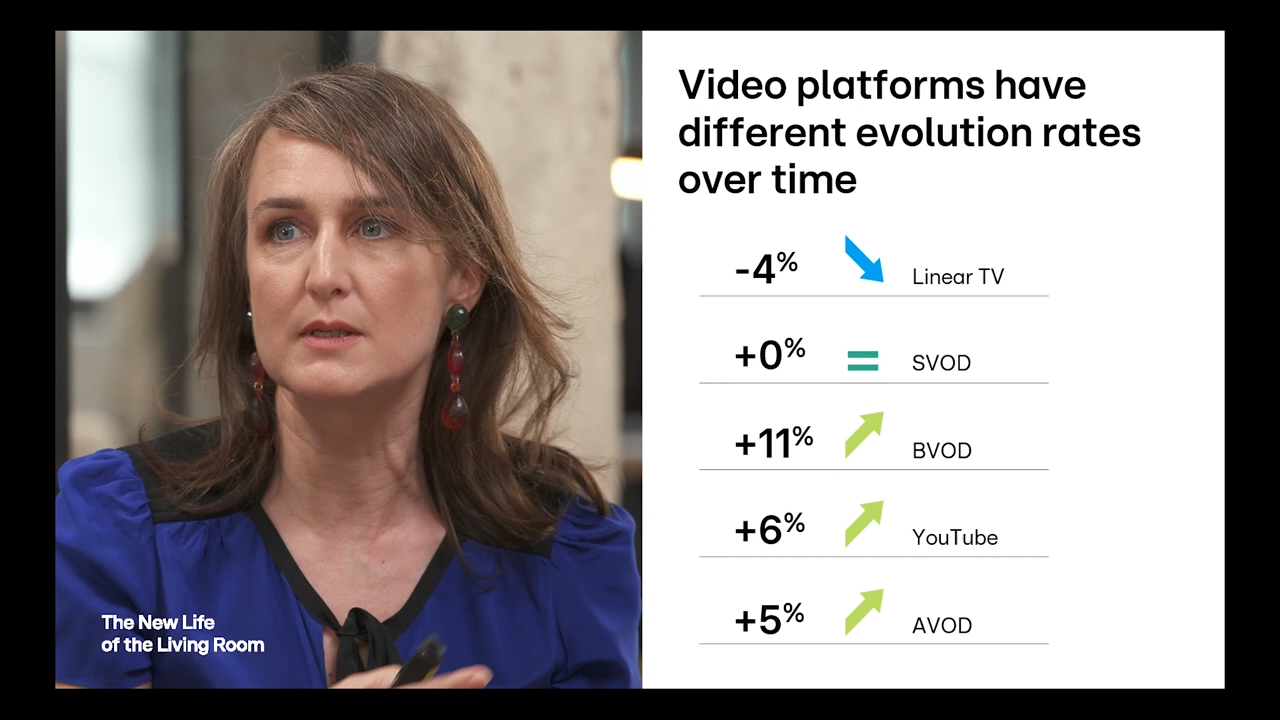 Video platforms have
different evolution rates
over time
-4% Linear TV
+0% SVOD
+11% BVOD
+6% YouTube
+5% AVOD
The New Life
of the Living Room